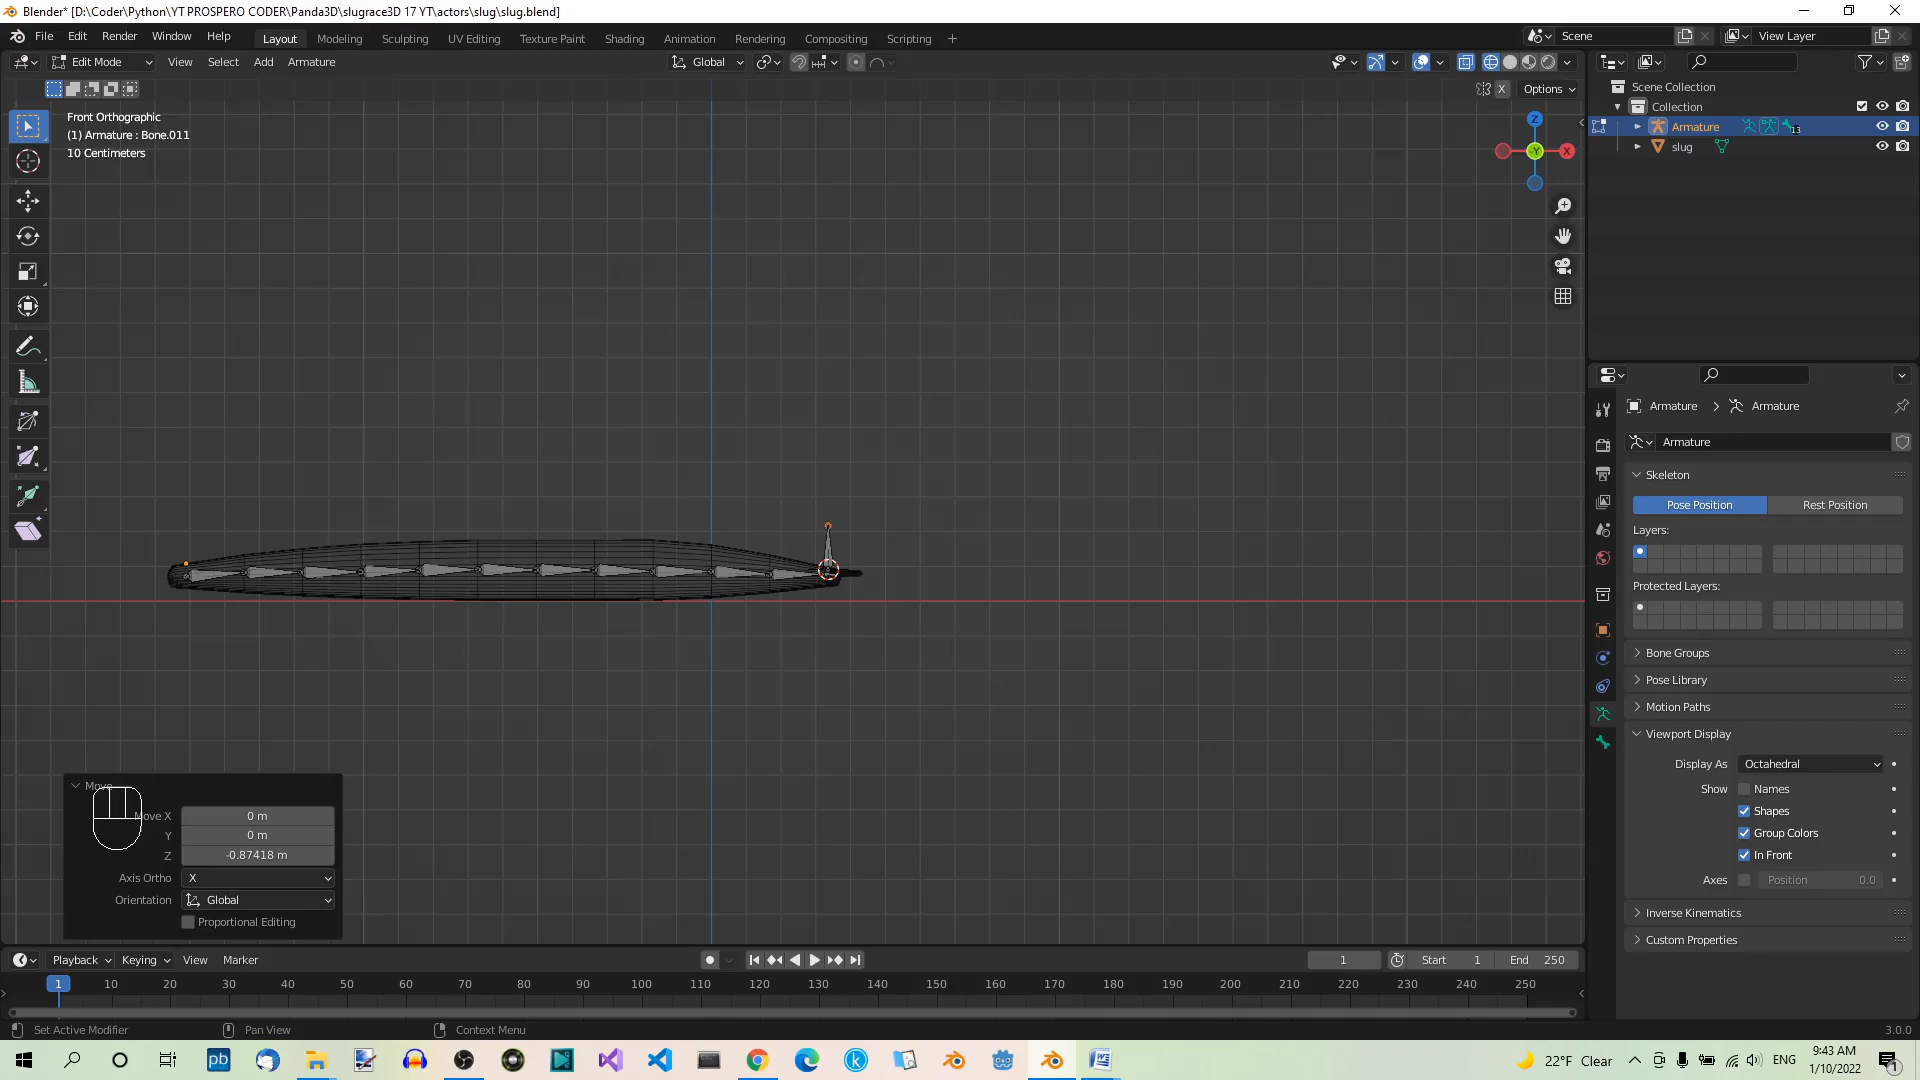 Blender* [D:\Coder\Python\YT PROSPERO CODER\Panda3D\slugrace3D 17 YT\actors\slug\slug.blend]
File Edit Render Window Help Layout Modeling Sculpting UV Editing Texture Paint Shading Animation Rendering Compositing Scripting Scene View Layer
Edit Mode View Select Add Armature Global
X Options
Front Orthographic
(1) Armature : Bone.011
10 Centimeters
Z
-Y X
Scene Collection
Collection
Armature 13
slug
Armature Armature
Armature
Skeleton
Pose Position Rest Position
Layers:
Protected Layers:
Bone Groups
Pose Library
Motion Paths
Viewport Display
Display As Octahedral
Show Names
Shapes
Group Colors
In Front
Axes Position 0.0
Inverse Kinematics
Custom Properties
Move
Move X 0 m
Y 0 m
Z -0.87418 m
Axis Ortho X
Orientation Global
Proportional Editing
Playback Keying View Marker 1 Start 1 End 250
1 10 20 30 40 50 60 70 80 90 100 110 120 130 140 150 160 170 180 190 200 210 220 230 240 250
Set Active Modifier Pan View Context Menu 3.0.0
pb 22°F Clear ENG 9:43 AM
1/10/2022 1